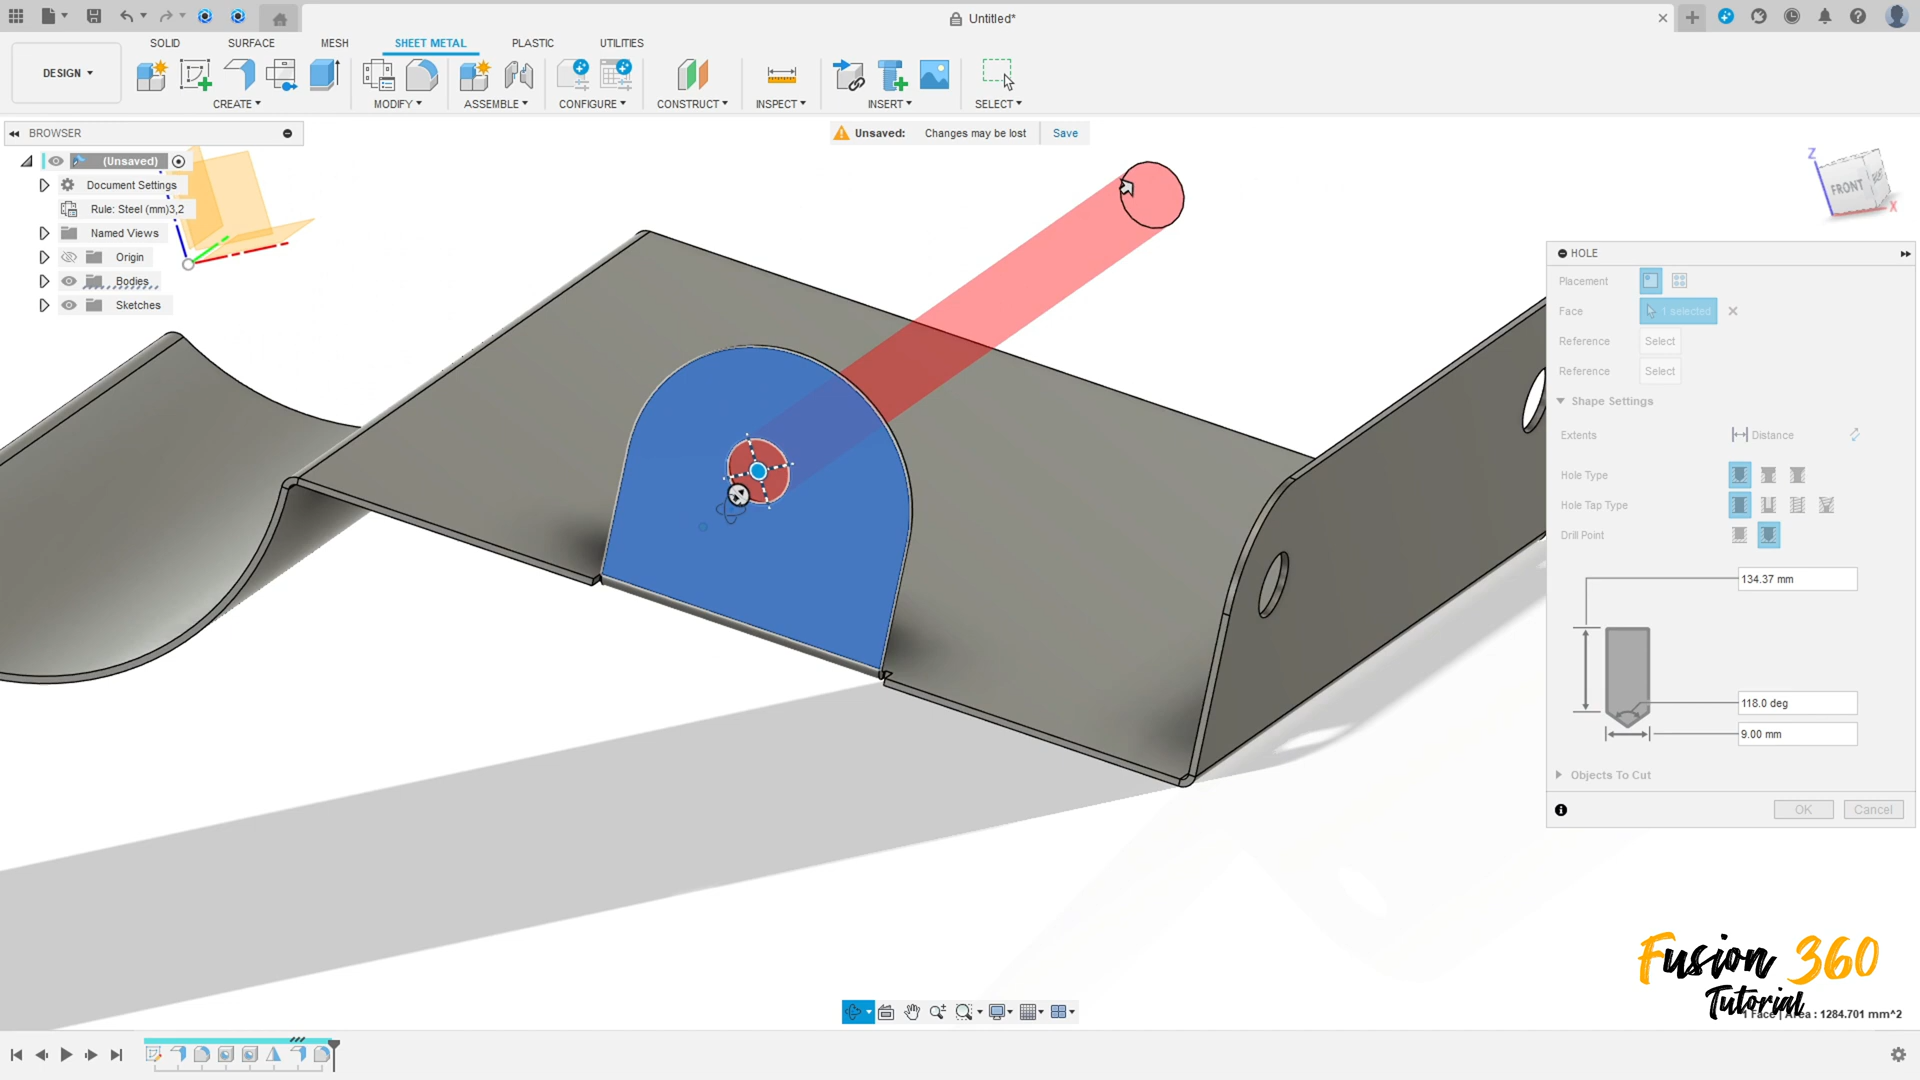 Untitled*
DESIGN
SOLID
SURFACE
MESH
SHEET METAL
PLASTIC
UTILITIES
CREATE
MODIFY
ASSEMBLE
CONFIGURE
CONSTRUCT
INSPECT
INSERT
SELECT
BROWSER
Unsaved:
Changes may be lost
Save
(Unsaved)
Document Settings
Rule: Steel (mm)3,2
Named Views
Origin
Bodies
Sketches
Z
FRONT
X
HOLE
Placement
Face
1 selected
Reference
Select
Reference
Select
Shape Settings
Extents
Distance
Hole Type
Hole Tap Type
Drill Point
134.37 mm
118.0 deg
9.00 mm
Objects To Cut
OK
Cancel
Fusion 360
Tutorial
1 Face | Area : 1284.701 mm^2